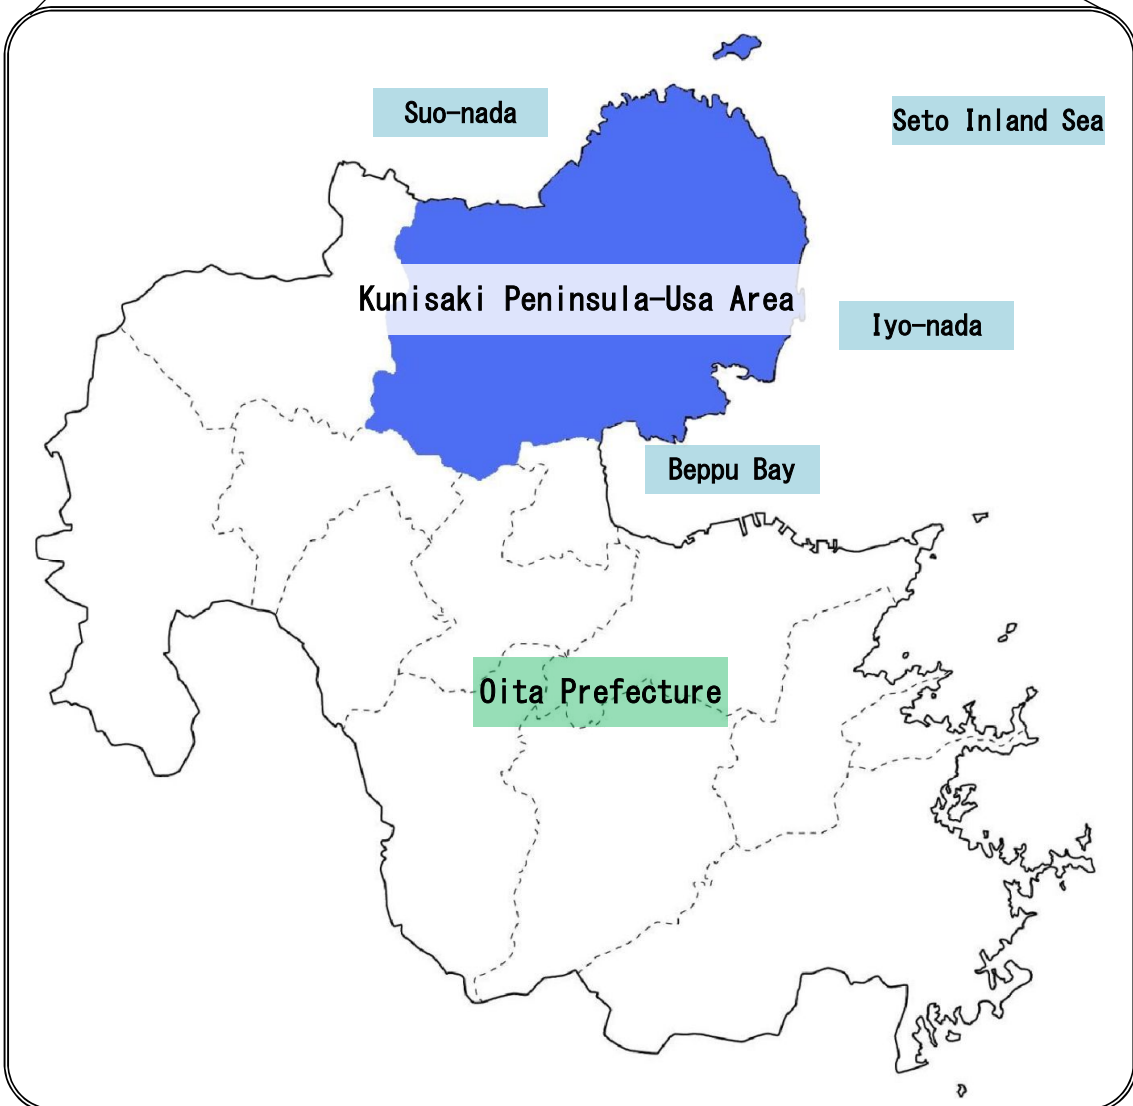 Suo-nada
Seto Inland Sea
Kunisaki Peninsula-Usa Area
Iyo-nada
Beppu Bay
Oita Prefecture